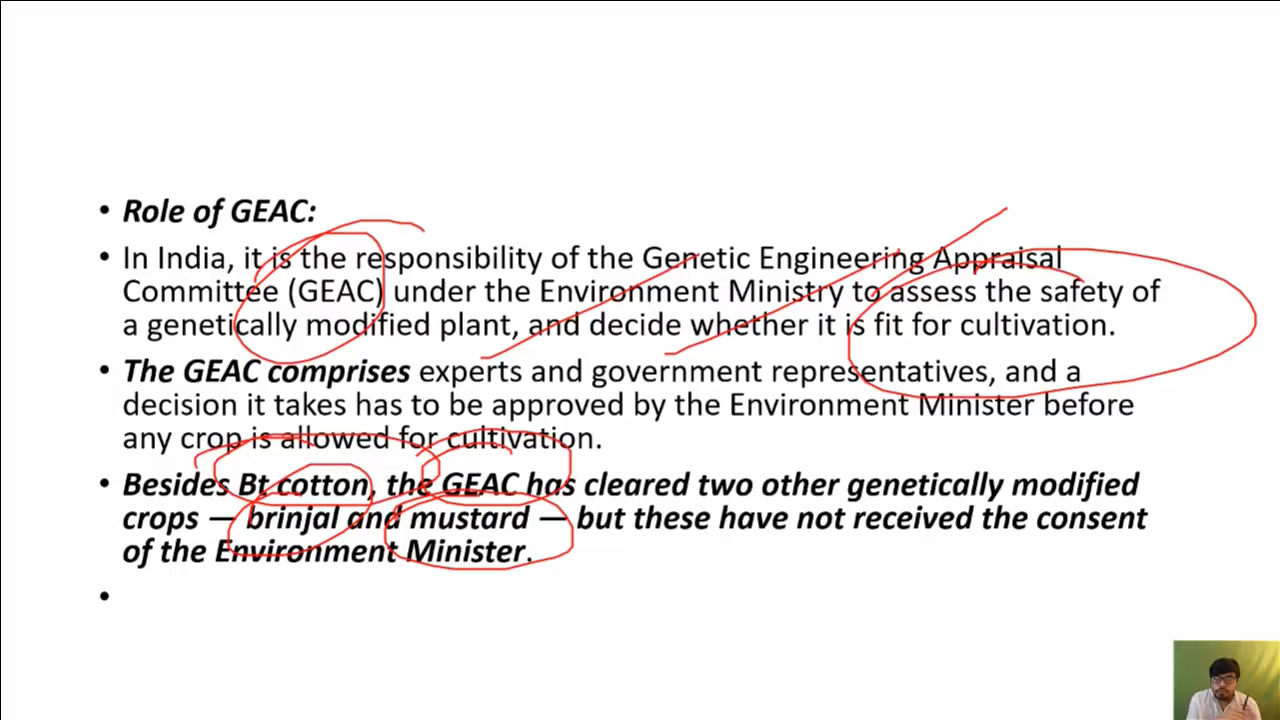 • Role of GEAC:
• In India, it is the responsibility of the Genetic Engineering Appraisal
Committee (GEAC) under the Environment Ministry to assess the safety of
a genetically modified plant, and decide whether it is fit for cultivation.
• The GEAC comprises experts and government representatives, and a
decision it takes has to be approved by the Environment Minister before
any crop is allowed for cultivation.
• Besides Bt cotton, the GEAC has cleared two other genetically modified
crops — brinjal and mustard — but these have not received the consent
of the Environment Minister.
•